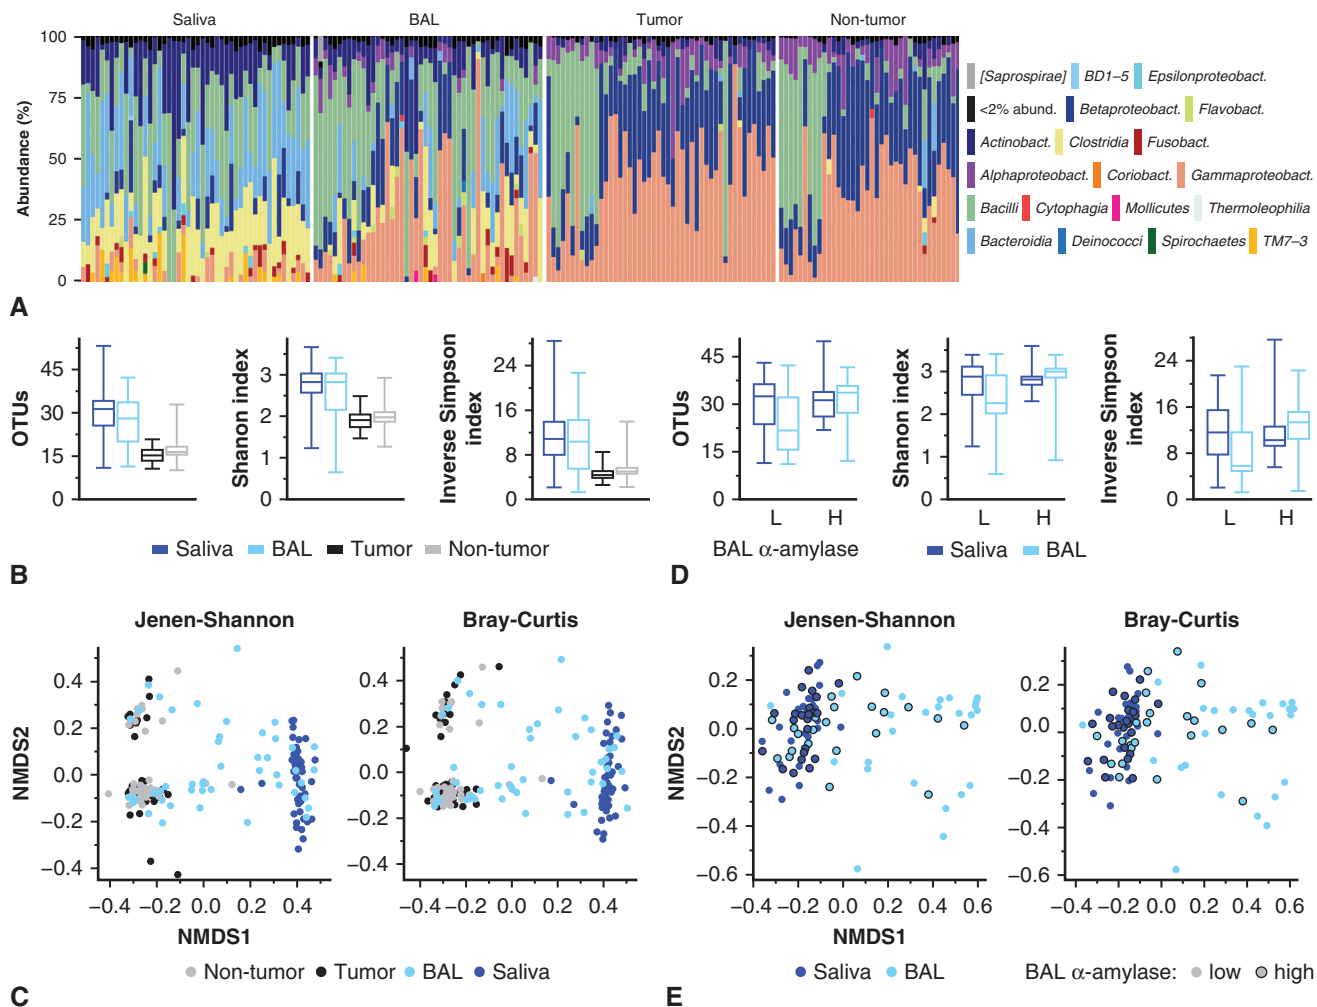 Saliva BAL Tumor Non-tumor
Abundance (%)
100
75
50
25
0
[Saprospirae] BD1–5 Epsilonproteobact.
<2% abund. Betaproteobact. Flavobact.
Actinobact. Clostridia Fusobact.
Alphaproteobact. Coriobact. Gammaproteobact.
Bacilli Cytophagia Mollicutes Thermoleophilia
Bacteroidia Deinococci Spirochaetes TM7–3
A
OTUs
45
30
15
0
Shannon index
3
2
1
0
Inverse Simpson
index
24
16
8
0
Saliva BAL Tumor Non-tumor
B
OTUs
45
30
15
0
L H
Shannon index
3
2
1
0
L H
Inverse Simpson
index
24
16
8
0
L H
BAL α-amylase Saliva BAL
D
Jenen-Shannon Bray-Curtis
NMDS2
0.4
0.2
0.0
−0.2
−0.4
−0.4 −0.2 0.0 0.2 0.4
0.4
0.2
0.0
−0.2
−0.4
−0.4 −0.2 0.0 0.2 0.4
NMDS1
Non-tumor Tumor BAL Saliva
C
Jensen-Shannon Bray-Curtis
NMDS2
0.2
0.0
−0.2
−0.4
−0.6
−0.4 −0.2 0.0 0.2 0.4 0.6
0.2
0.0
−0.2
−0.4
−0.6
−0.4 −0.2 0.0 0.2 0.4 0.6
NMDS1
Saliva BAL BAL α-amylase: low high
E